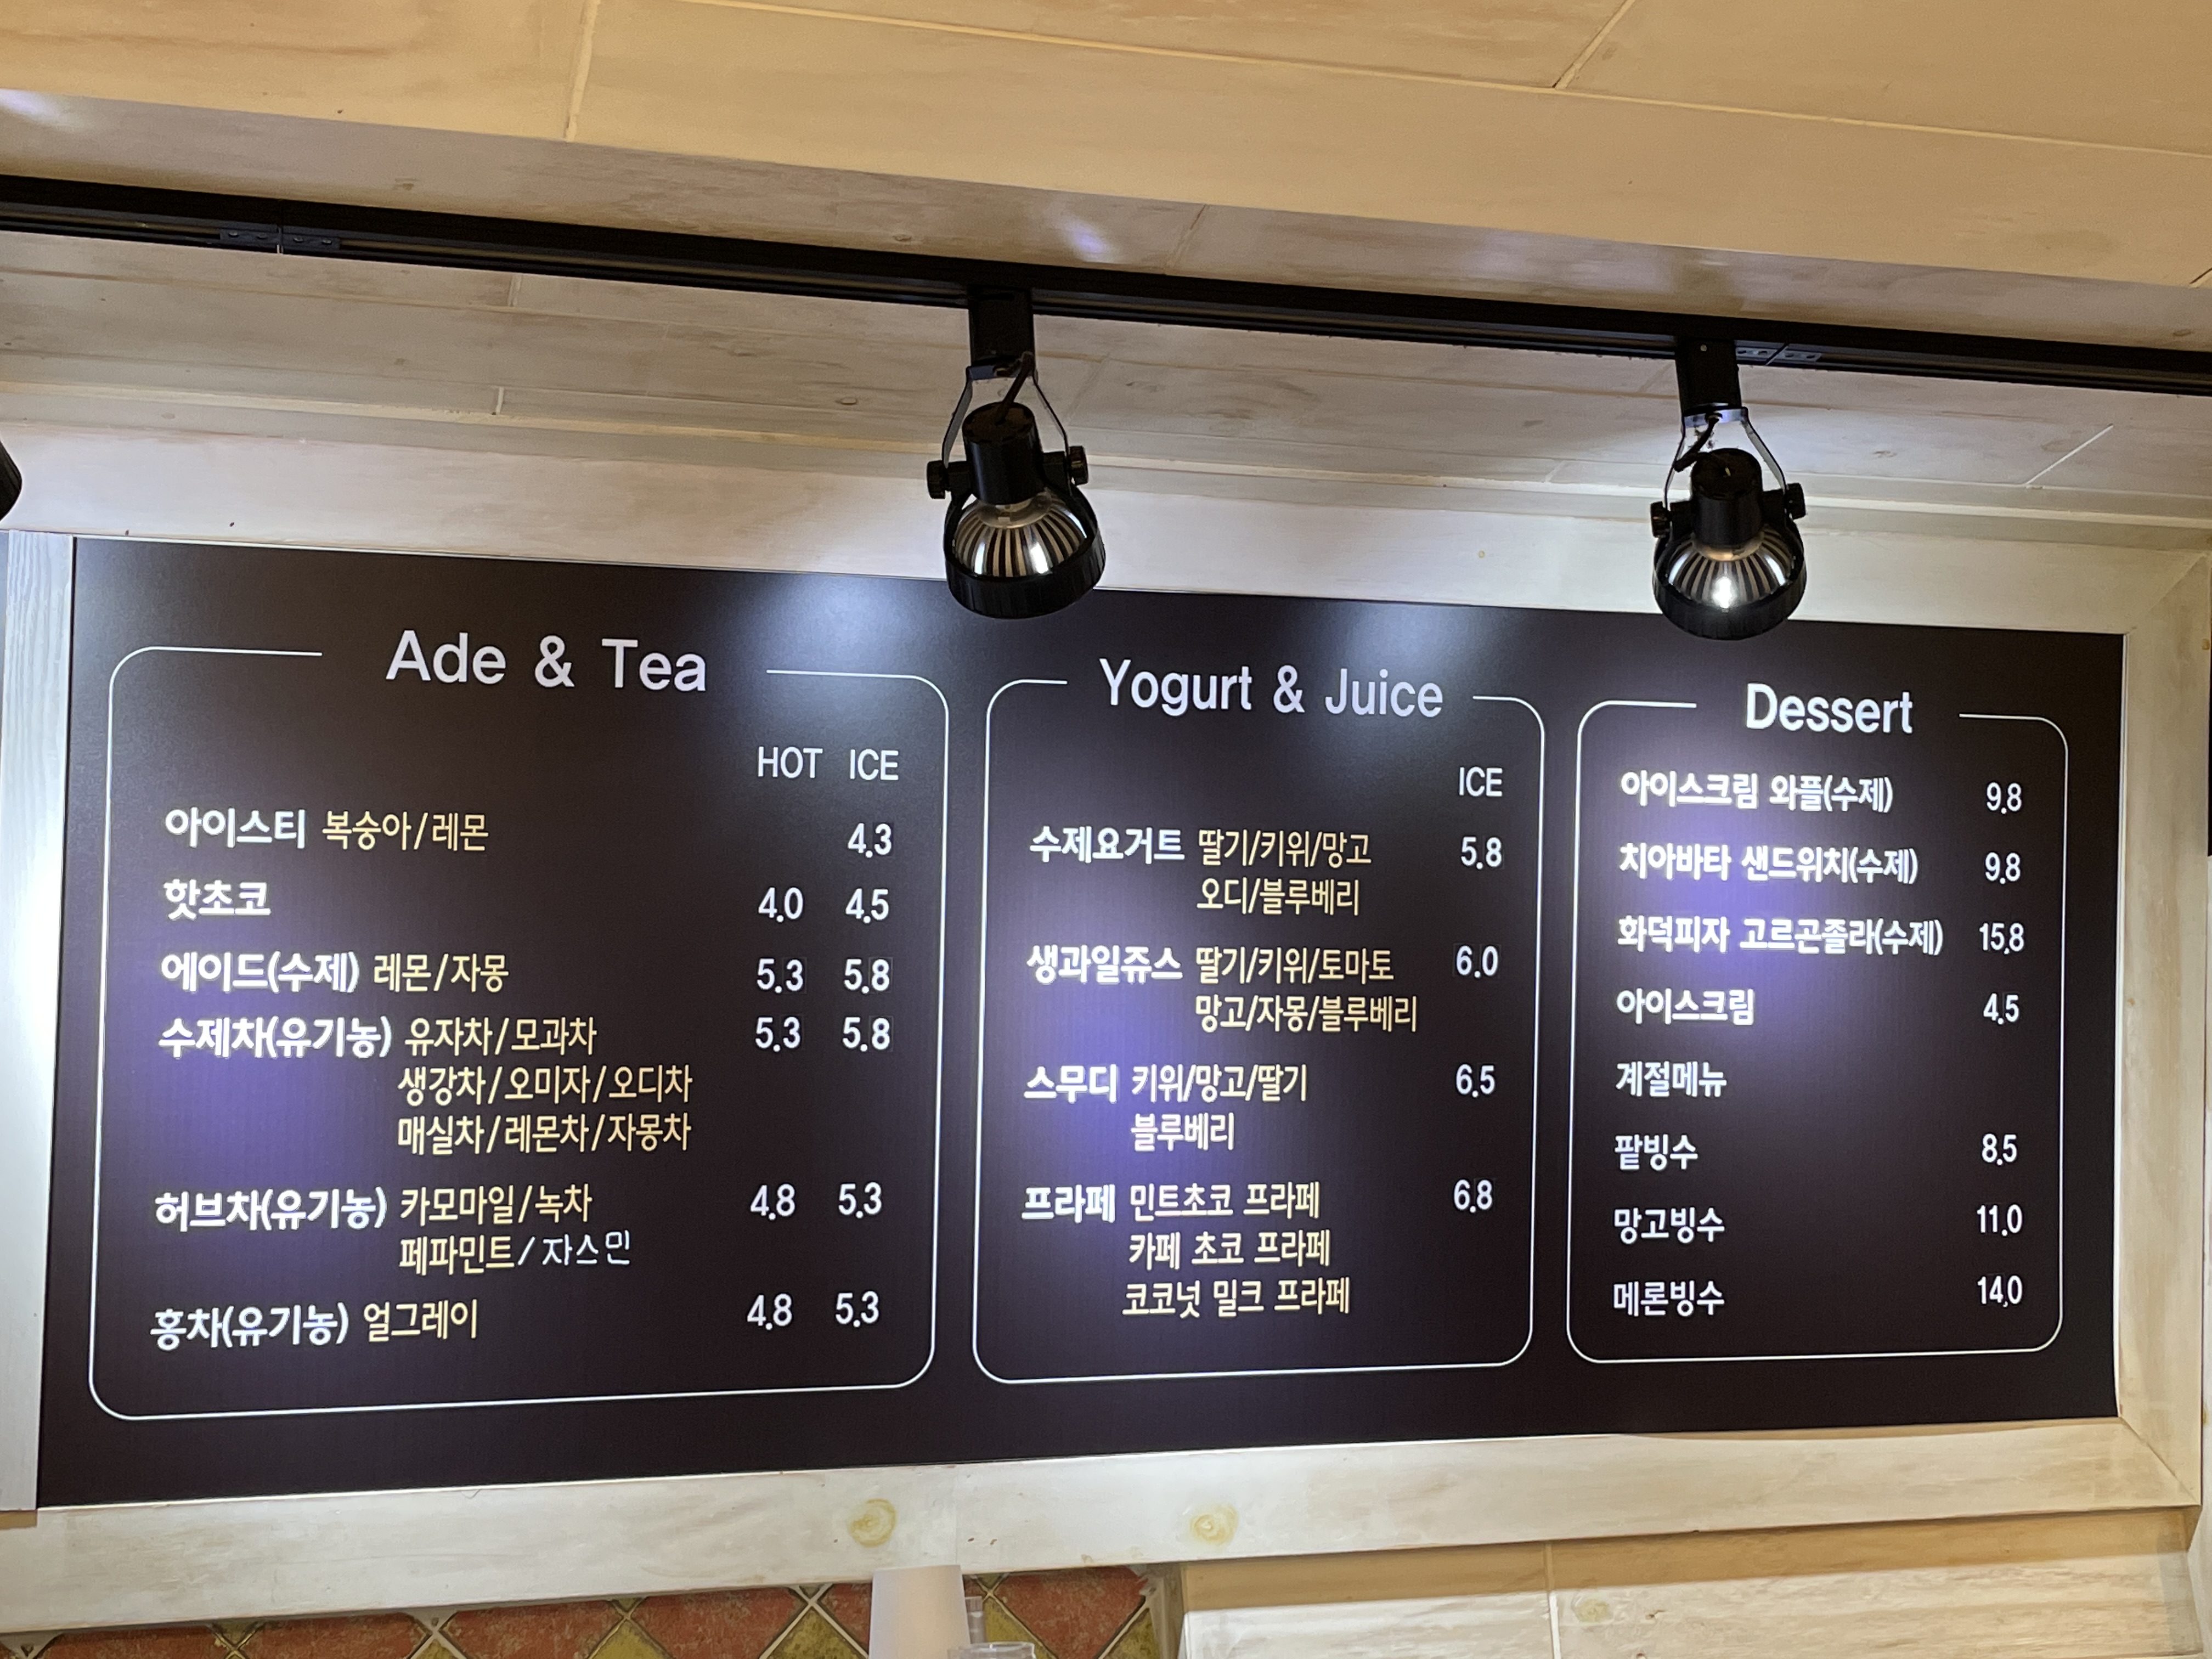 Ade & Tea
HOT ICE
아이스티 복숭아/레몬 4.3
핫초코 4.0 4.5
에이드(수제) 레몬/자몽 5.3 5.8
수제차(유기농) 유자차/모과차 5.3 5.8
생강차/오미자/오디차
매실차/레몬차/자몽차
허브차(유기농) 카모마일/녹차 4.8 5.3
페파민트/쟈스민
홍차(유기농) 얼그레이 4.8 5.3
Yogurt & Juice
ICE
수제요거트 딸기/키위/망고 5.8
오디/블루베리
생과일쥬스 딸기/키위/토마토 6.0
망고/자몽/블루베리
스무디 키위/망고/딸기 6.5
블루베리
프라페 민트초코 프라페 6.8
카페 초코 프라페
코코넛 밀크 프라페
Dessert
아이스크림 와플(수제) 9.8
치아바타 샌드위치(수제) 9.8
화덕피자 고르곤졸라(수제) 15.8
아이스크림 4.5
계절메뉴
팥빙수 8.5
망고빙수 11.0
메론빙수 14.0